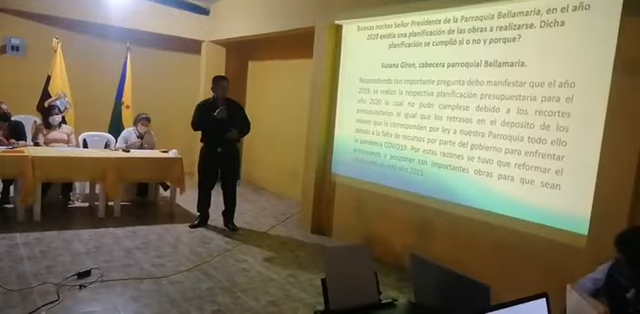 Buenas noches Señor Presidente de la Parroquia Bellamaria, en el año
2020 existía una planificación de las obras a realizarse. Dicha
planificación se cumplió si o no y porque?
Susana Giron, cabecera parroquial Bellamaria.
Respondiendo tan importante pregunta debo manifestar que el año
2019, se realizo la respectiva planificación presupuestaria para el
año 2020 la cual no pudo cumplirse debido a los recortes
presupuestarios al igual que los retrasos en el deposito de los
valores que le corresponden por ley a nuestra Parroquia todo ello
debido a la falta de recursos por parte del gobierno para enfrentar
la pandemia COVID19. Por estas razones se tuvo que reformar el
presupuesto y posponer tan importantes obras para que sean
año 2021.